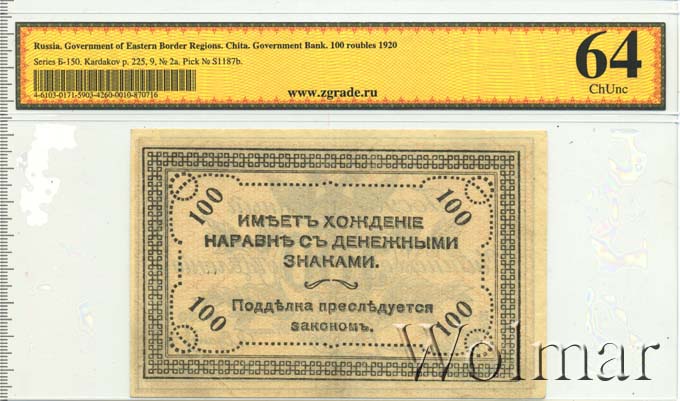 Russia. Government of Eastern Border Regions. Chita. Government Bank. 100 roubles 1920
Series Б-150, Kardakov p. 225, 9, № 2a, Pick № S1187b.
4-6103-0171-5903-4260-0010-870716
www.zgrade.ru
64
ChUnc
100
100
ИМѢЕТЪ ХОЖДЕНІЕ
НАРАВНѢ СЪ ДЕНЕЖНЫМИ
ЗНАКАМИ.
Поддѣлка преслѣдуется
закономъ.
100
100
Wolmar